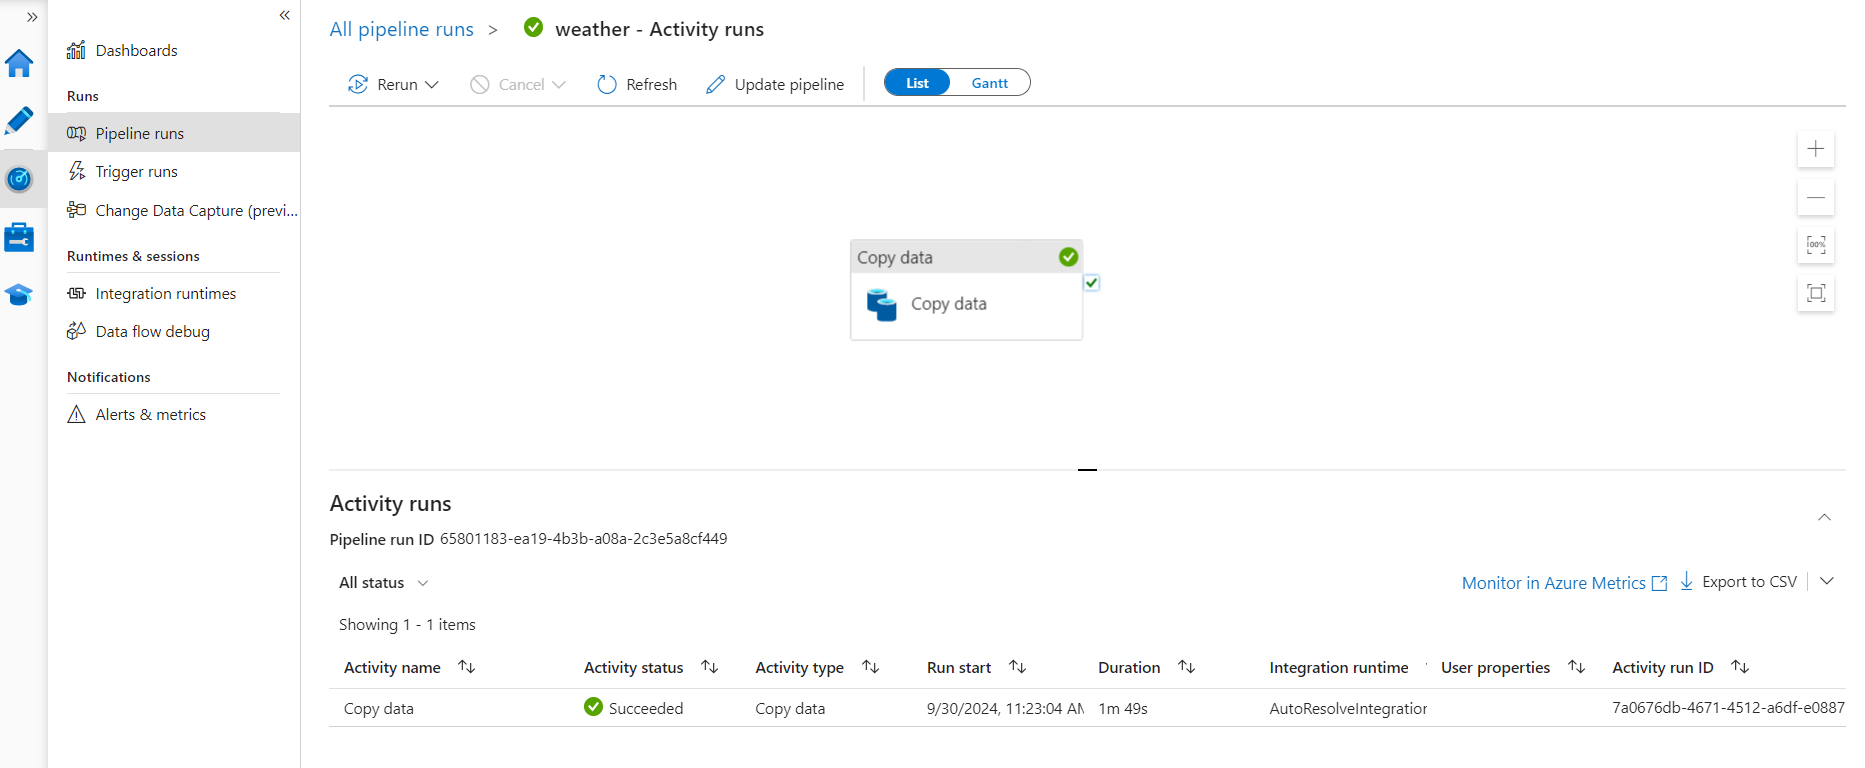 All pipeline runs > weather - Activity runs
Dashboards
Rerun Cancel Refresh Update pipeline List Gantt
Runs
Pipeline runs
Trigger runs
Change Data Capture (previ...
Runtimes & sessions
Integration runtimes
Data flow debug
Notifications
Alerts & metrics
100%
Copy data
Copy data
Activity runs
Pipeline run ID 65801183-ea19-4b3b-a08a-2c3e5a8cf449
All status
Monitor in Azure Metrics Export to CSV
Showing 1 - 1 items
Activity name Activity status Activity type Run start Duration Integration runtime User properties Activity run ID
Copy data Succeeded Copy data 9/30/2024, 11:23:04 AM 1m 49s AutoResolveIntegration 7a0676db-4671-4512-a6df-e0887